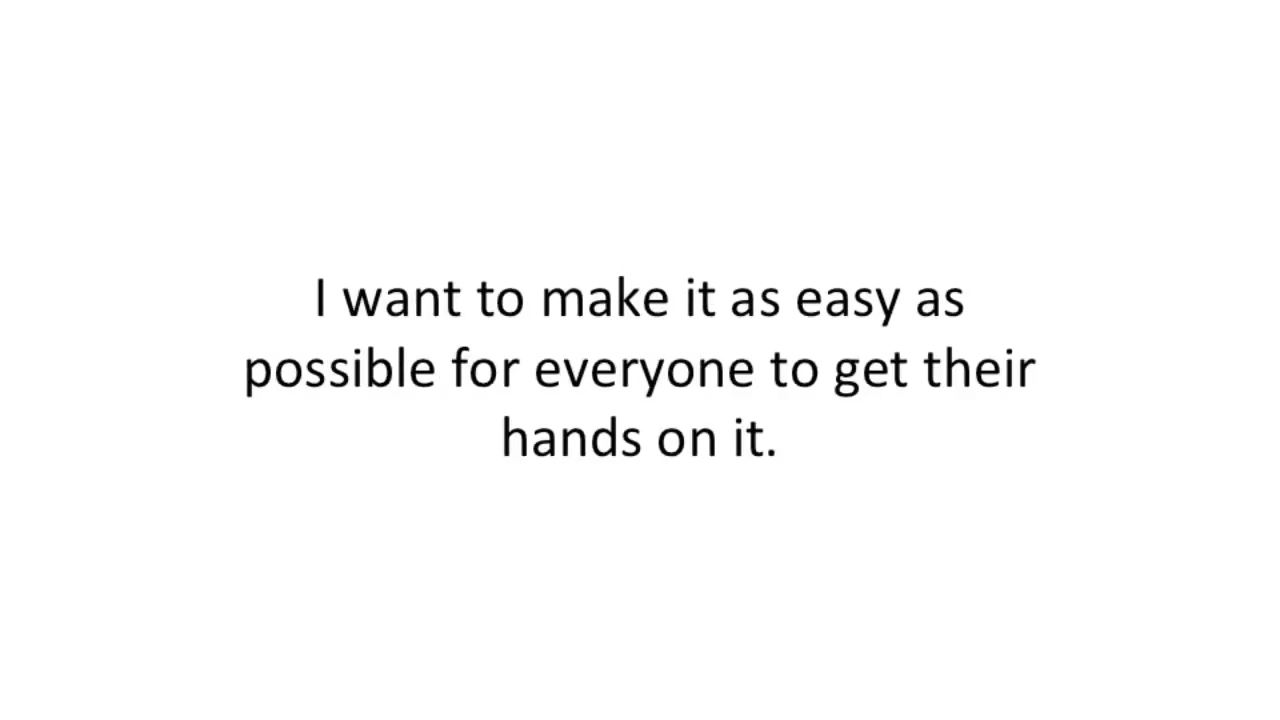 I want to make it as easy as
possible for everyone to get their
hands on it.